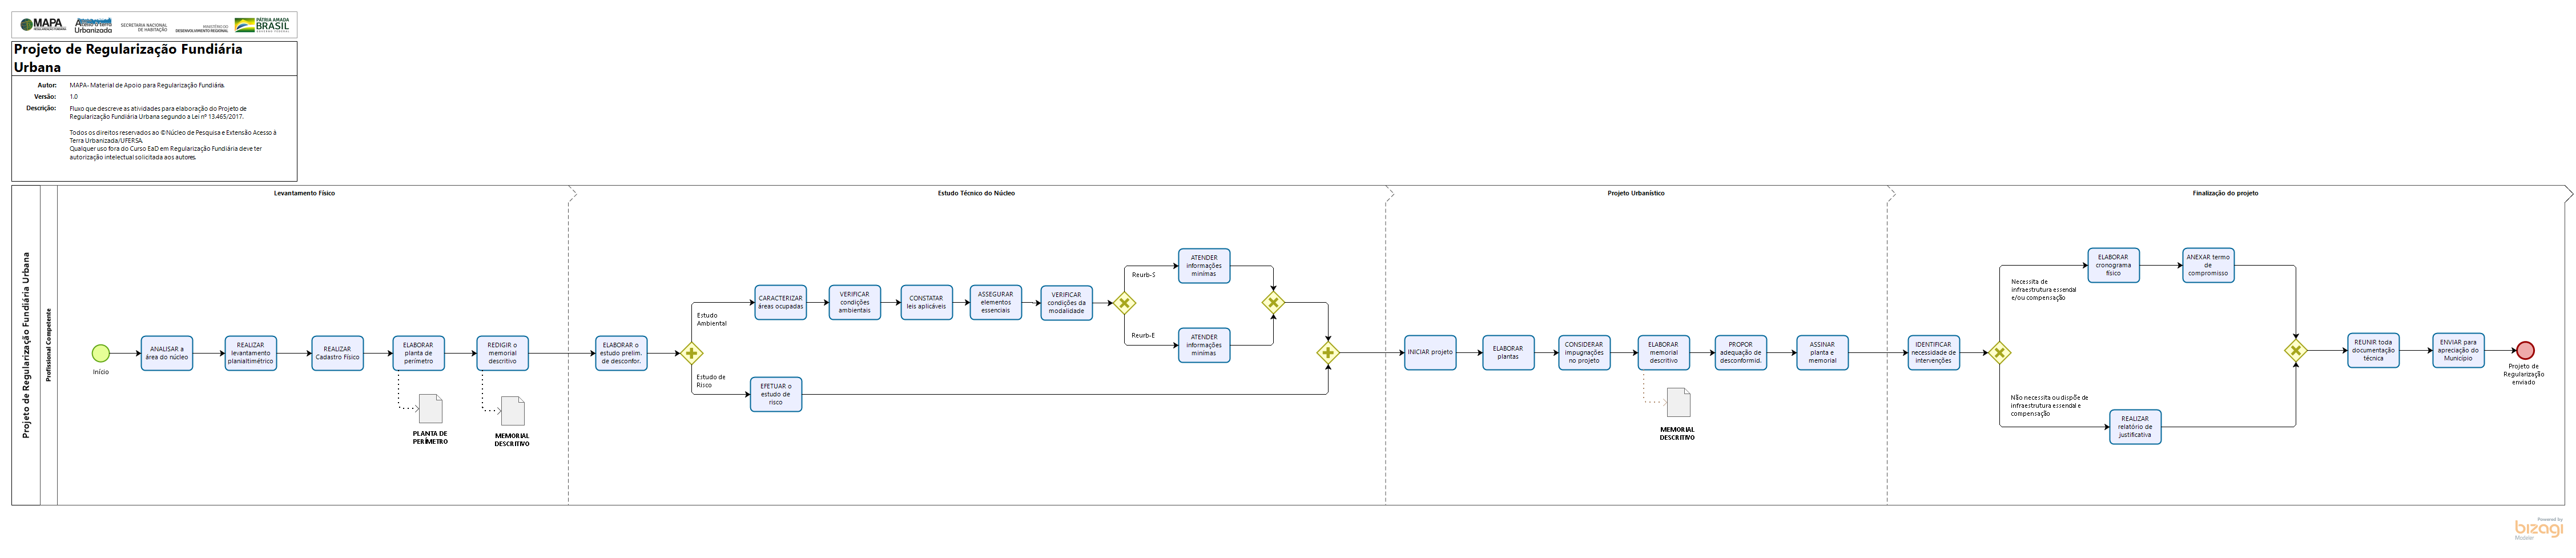 MAPA
Acesso à terra
Urbanizada
SECRETARIA NACIONAL
DE HABITAÇÃO
MINISTÉRIO DO
DESENVOLVIMENTO REGIONAL
PÁTRIA AMADA
BRASIL
Projeto de Regularização Fundiária
Urbana
Autor: MAPA- Material de Apoio para Regularização Fundiária.
Versão: 1.0
Descrição: Fluxo que descreve as atividades para elaboração do Projeto de
Regularização Fundiária Urbana segundo a Lei nº 13.465/2017.
Todos os direitos reservados ao ©Núcleo de Pesquisa e Extensão Acesso à
Terra Urbanizada/UFERSA.
Qualquer uso fora do Curso EaD em Regularização Fundiária deve ter
autorização intelectual solicitada aos autores.
Projeto de Regularização Fundiária Urbana
Profissional Competente
Levantamento Físico
Início
ANALISAR a
área do núcleo
REALIZAR
levantamento
planialtimétrico
REALIZAR
Cadastro Físico
ELABORAR
planta de
perímetro
REDIGIR o
memorial
descritivo
PLANTA DE
PERÍMETRO
MEMORIAL
DESCRITIVO
Estudo Técnico do Núcleo
ELABORAR o
estudo prelim.
de desconfor.
Estudo
Ambiental
CARACTERIZAR
áreas ocupadas
VERIFICAR
condições
ambientais
CONSTATAR
leis aplicáveis
ASSEGURAR
elementos
essenciais
VERIFICAR
condições da
modalidade
Reurb-S
ATENDER
informações
mínimas
Reurb-E
ATENDER
informações
mínimas
Estudo de
Risco
EFETUAR o
estudo de
risco
Projeto Urbanístico
INICIAR projeto
ELABORAR
plantas
CONSIDERAR
impugnações
no projeto
ELABORAR
memorial
descritivo
PROPOR
adequação de
desconformid.
ASSINAR
planta e
memorial
MEMORIAL
DESCRITIVO
Finalização do projeto
IDENTIFICAR
necessidade de
intervenções
Necessita de
infraestrutura essencial
e/ou compensação
ELABORAR
cronograma
físico
ANEXAR termo
de
compromisso
Não necessita ou dispõe de
infraestrutura essencial e
compensação
REALIZAR
relatório de
justificativa
REUNIR toda
documentação
técnica
ENVIAR para
apreciação do
Município
Projeto de
Regularização
enviado
Powered by
bizagi
Modeler